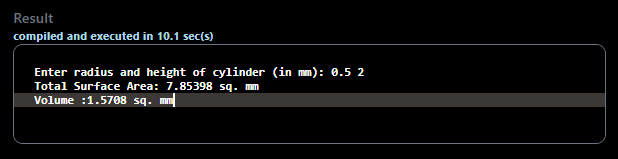 Result
compiled and executed in 10.1 sec(s)
Enter radius and height of cylinder (in mm): 0.5 2
Total Surface Area: 7.85398 sq. mm
Volume :1.5708 sq. mm